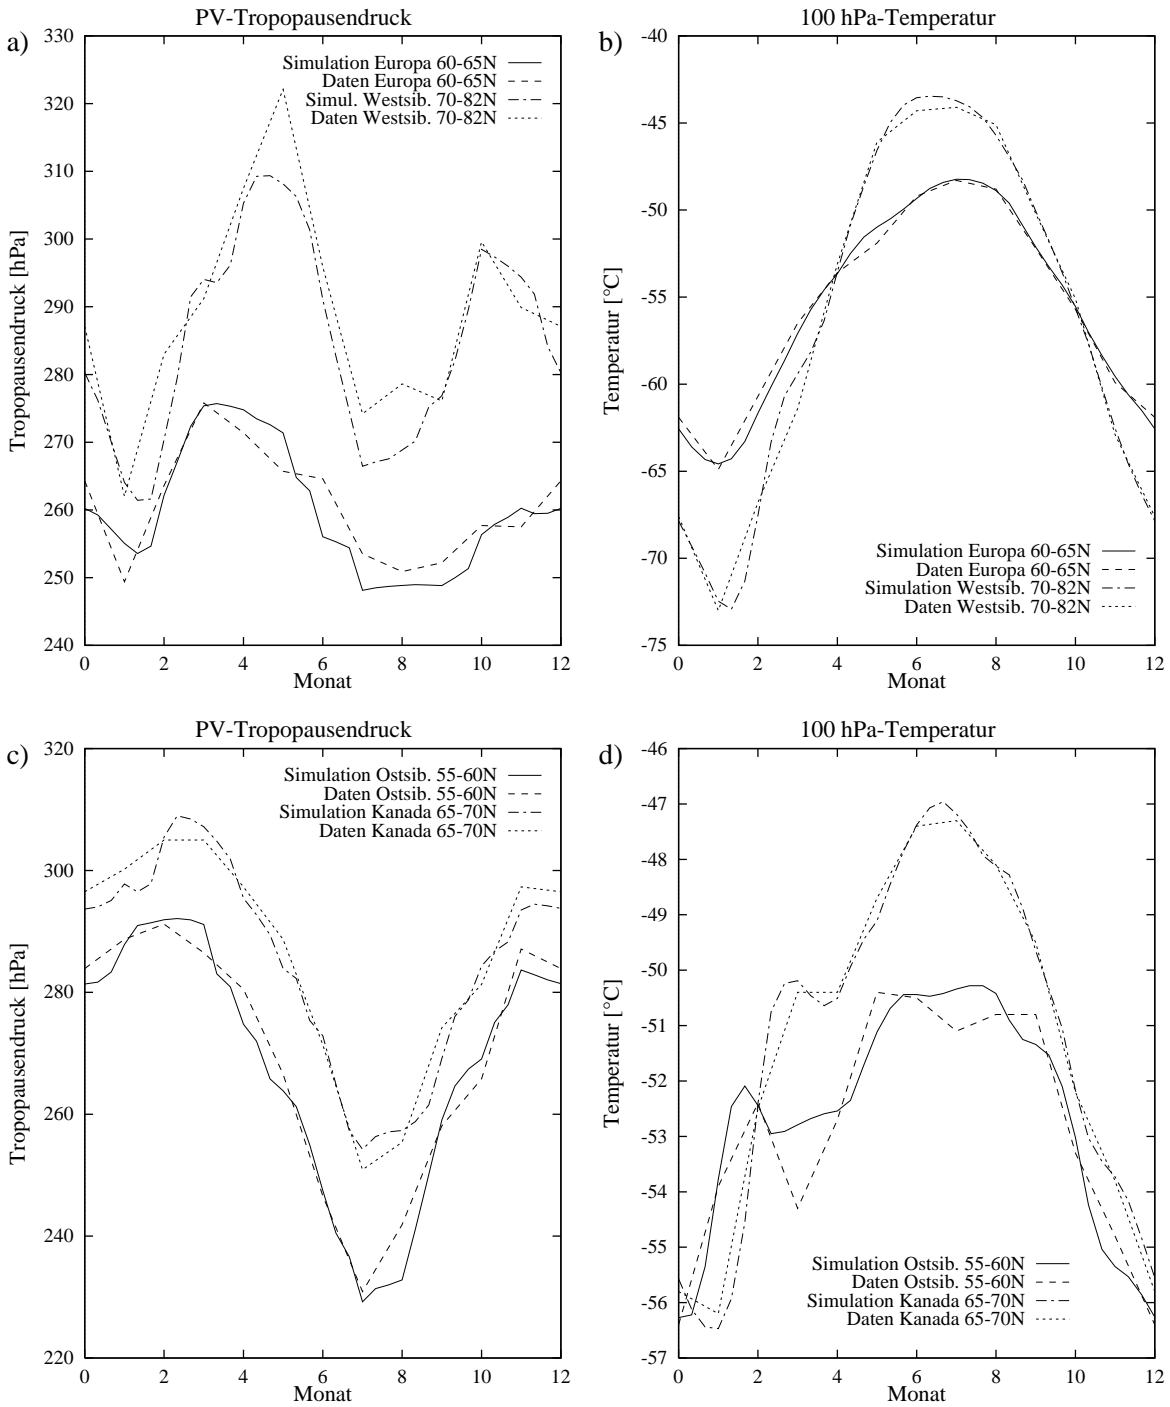 PV-Tropopausendruck
a)
330
320
310
300
290
280
270
260
250
240
Tropopausendruck [hPa]
Simulation Europa 60-65N
Daten Europa 60-65N
Simul. Westsib. 70-82N
Daten Westsib. 70-82N
0 2 4 6 8 10 12
Monat
100 hPa-Temperatur
b)
-40
-45
-50
-55
-60
-65
-70
-75
Temperatur [°C]
Simulation Europa 60-65N
Daten Europa 60-65N
Simulation Westsib. 70-82N
Daten Westsib. 70-82N
0 2 4 6 8 10 12
Monat
PV-Tropopausendruck
c)
320
300
280
260
240
220
Tropopausendruck [hPa]
Simulation Ostsib. 55-60N
Daten Ostsib. 55-60N
Simulation Kanada 65-70N
Daten Kanada 65-70N
0 2 4 6 8 10 12
Monat
100 hPa-Temperatur
d)
-46
-47
-48
-49
-50
-51
-52
-53
-54
-55
-56
-57
Temperatur [°C]
Simulation Ostsib. 55-60N
Daten Ostsib. 55-60N
Simulation Kanada 65-70N
Daten Kanada 65-70N
0 2 4 6 8 10 12
Monat